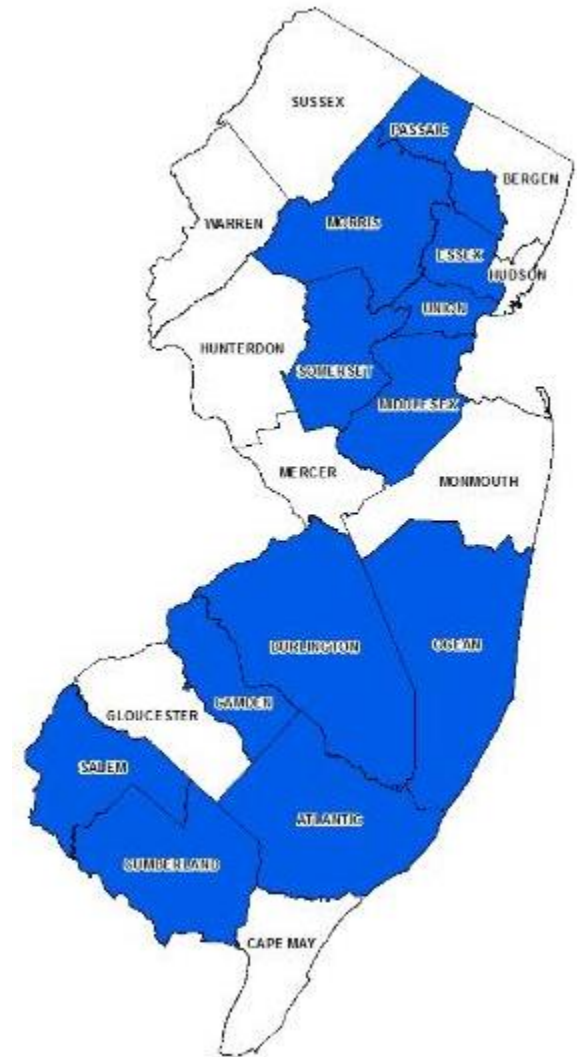 SUSSEX
PASSAIC
BERGEN
WARREN
MORRIS
ESSEX
HUDSON
UNION
HUNTERDON
SOMERSET
MIDDLESEX
MERCER
MONMOUTH
BURLINGTON
OCEAN
CAMDEN
GLOUCESTER
SALEM
ATLANTIC
CUMBERLAND
CAPE MAY